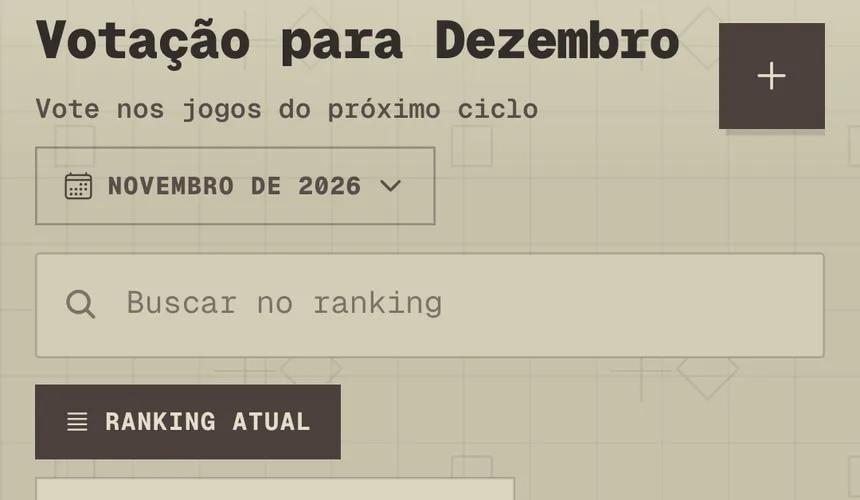 Votação para Dezembro
Vote nos jogos do próximo ciclo
NOVEMBRO DE 2026
Buscar no ranking
RANKING ATUAL